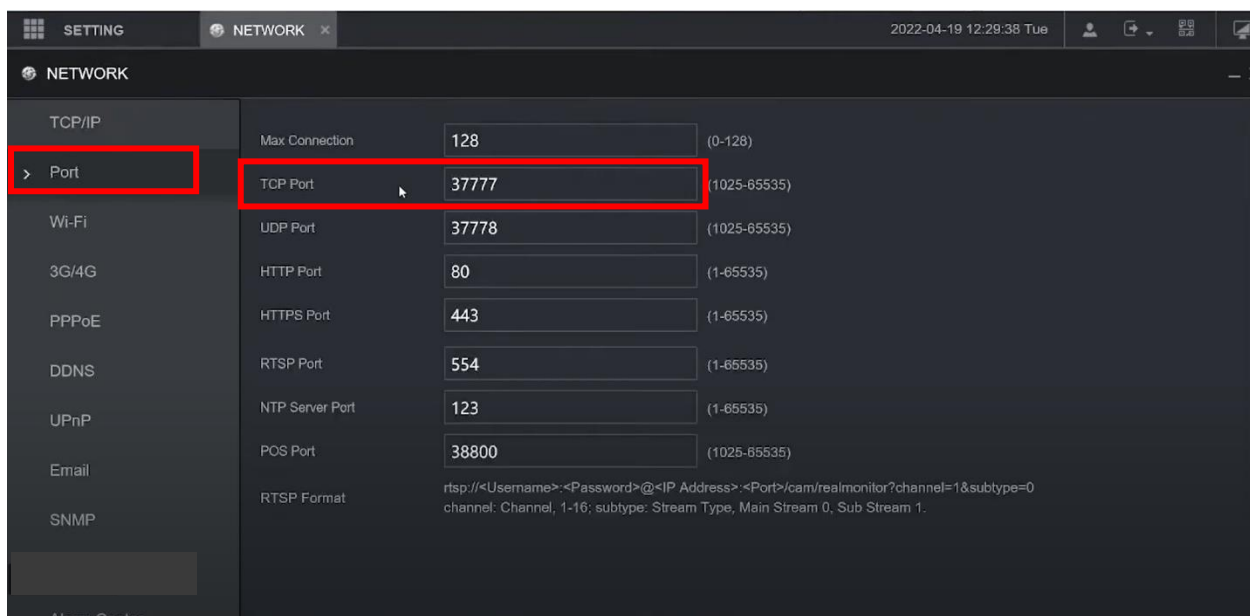 SETTING NETWORK × 2022-04-19 12:29:38 Tue
NETWORK
TCP/IP
Port
Wi-Fi
3G/4G
PPPoE
DDNS
UPnP
Email
SNMP
Max Connection 128 (0-128)
TCP Port 37777 (1025-65535)
UDP Port 37778 (1025-65535)
HTTP Port 80 (1-65535)
HTTPS Port 443 (1-65535)
RTSP Port 554 (1-65535)
NTP Server Port 123 (1-65535)
POS Port 38800 (1025-65535)
RTSP Format rtsp://<Username>:<Password>@<IP Address>:<Port>/cam/realmonitor?channel=1&subtype=0
channel: Channel, 1-16; subtype: Stream Type, Main Stream 0, Sub Stream 1.